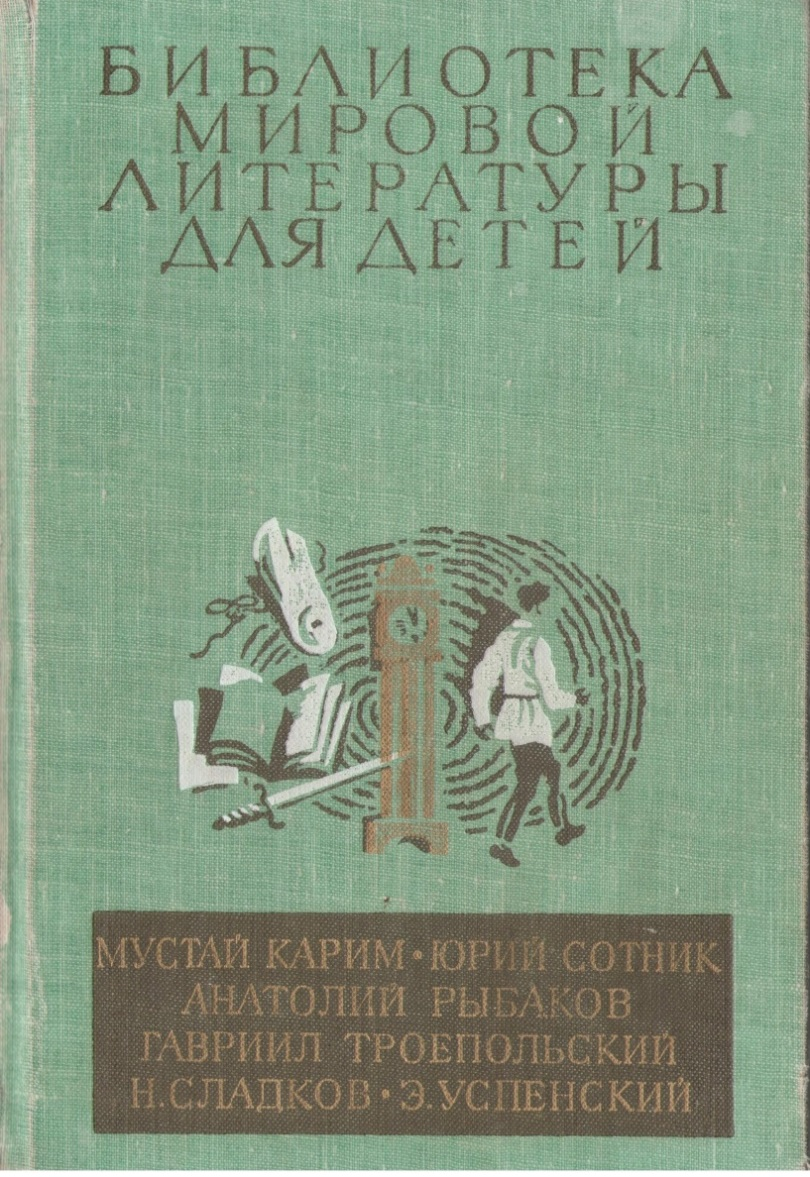 БИБЛИОТЕКА
МИРОВОЙ
ЛИТЕРАТУРЫ
ДЛЯ ДЕТЕЙ
МУСТАЙ КАРИМ · ЮРИЙ СОТНИК
АНАТОЛИЙ РЫБАКОВ
ГАВРИИЛ ТРОЕПОЛЬСКИЙ
Н. СЛАДКОВ · Э. УСПЕНСКИЙ